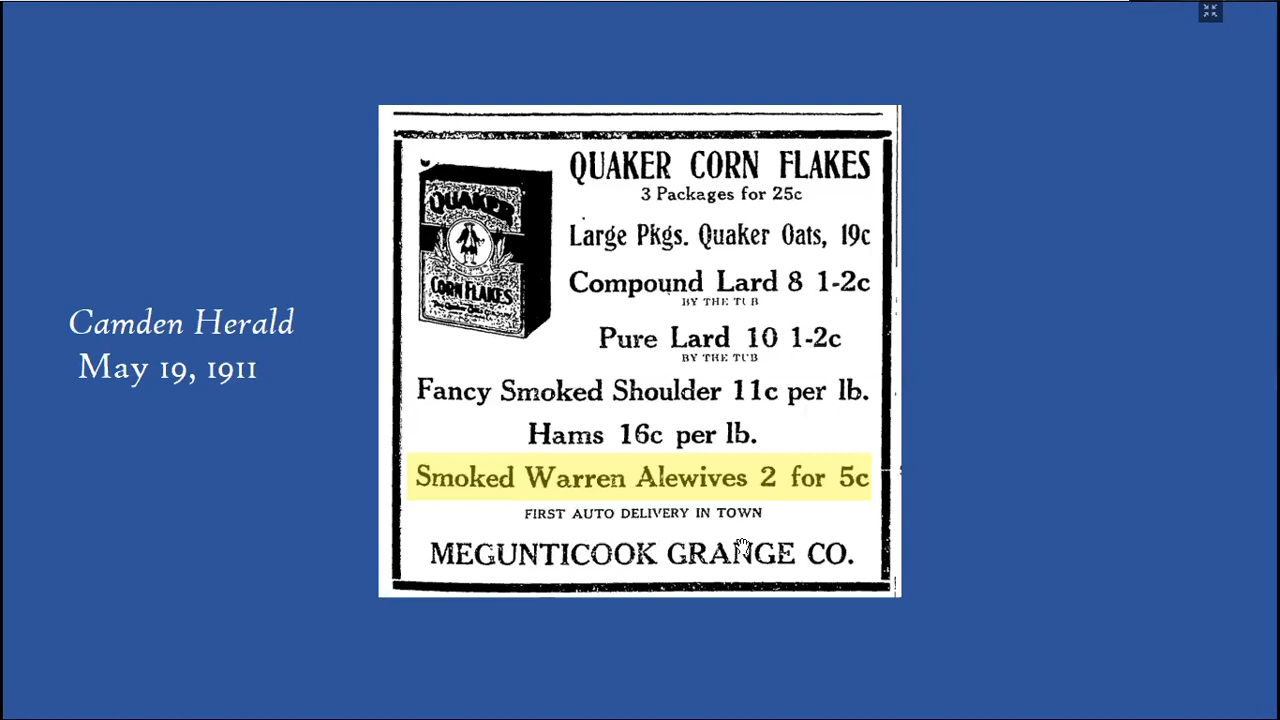 Camden Herald
May 19, 1911
QUAKER CORN FLAKES
3 Packages for 25c
QUAKER
CORN FLAKES
Large Pkgs. Quaker Oats, 19c
Compound Lard 8 1-2c
BY THE TUB
Pure Lard 10 1-2c
BY THE TUB
Fancy Smoked Shoulder 11c per lb.
Hams 16c per lb.
Smoked Warren Alewives 2 for 5c
FIRST AUTO DELIVERY IN TOWN
MEGUNTICOOK GRANGE CO.